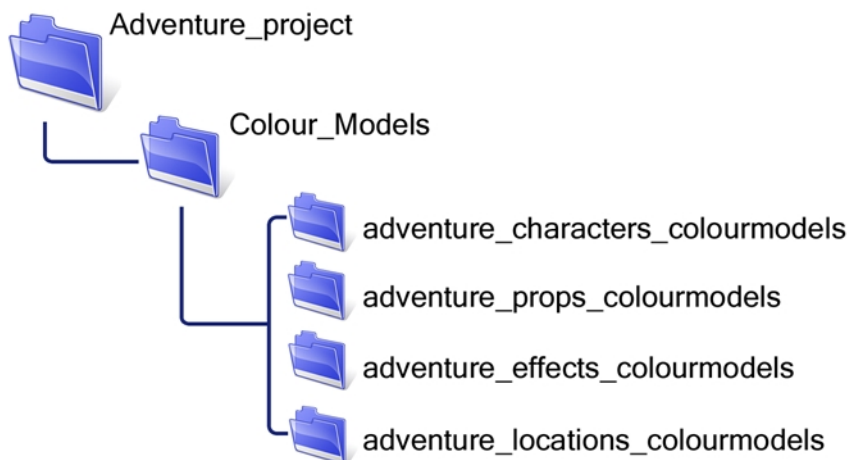 Adventure_project
Colour_Models
adventure_characters_colourmodels
adventure_props_colourmodels
adventure_effects_colourmodels
adventure_locations_colourmodels